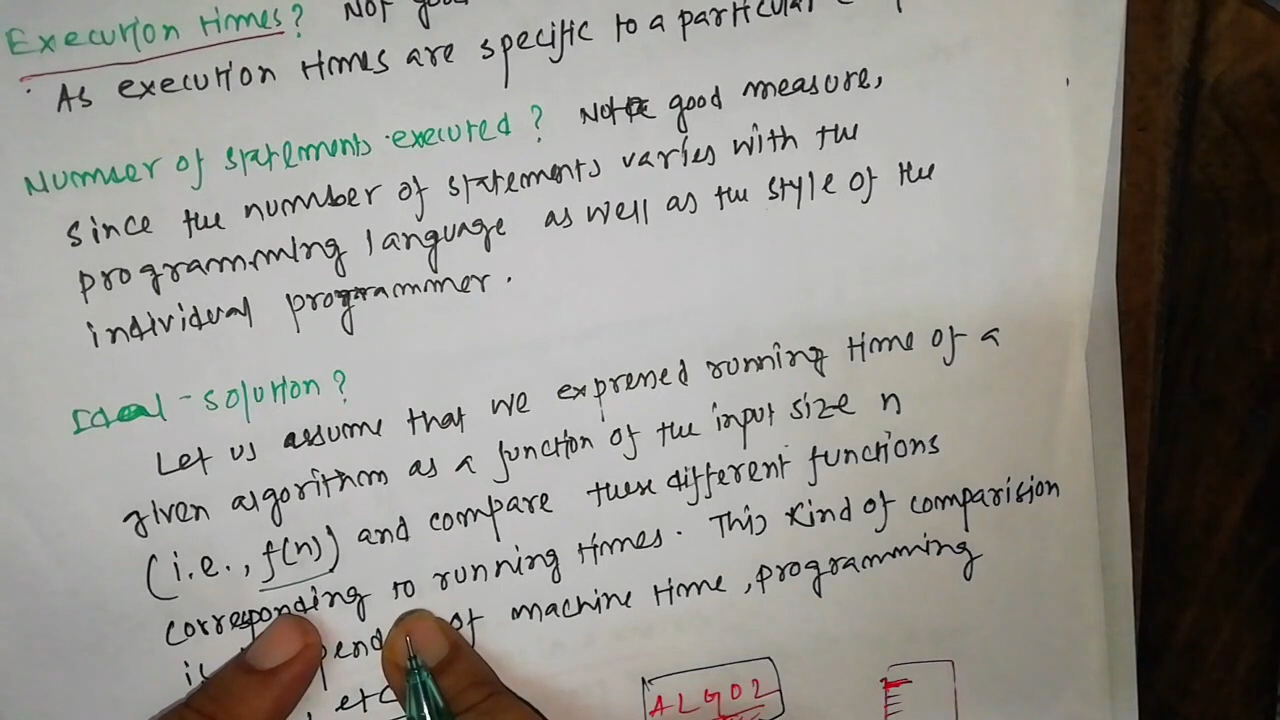 Execution times? Not good
As execution times are specific to a particular
Number of statements executed? Not a good measure,
since the number of statements varies with the
programming language as well as the style of the
individual programmer.
Ideal-solution?
Let us assume that we expressed running time of a
given algorithm as a function of the input size n
(i.e., f(n)) and compare these different functions
corresponding to running times. This kind of comparision
of machine time, programming
etc
ALGO2